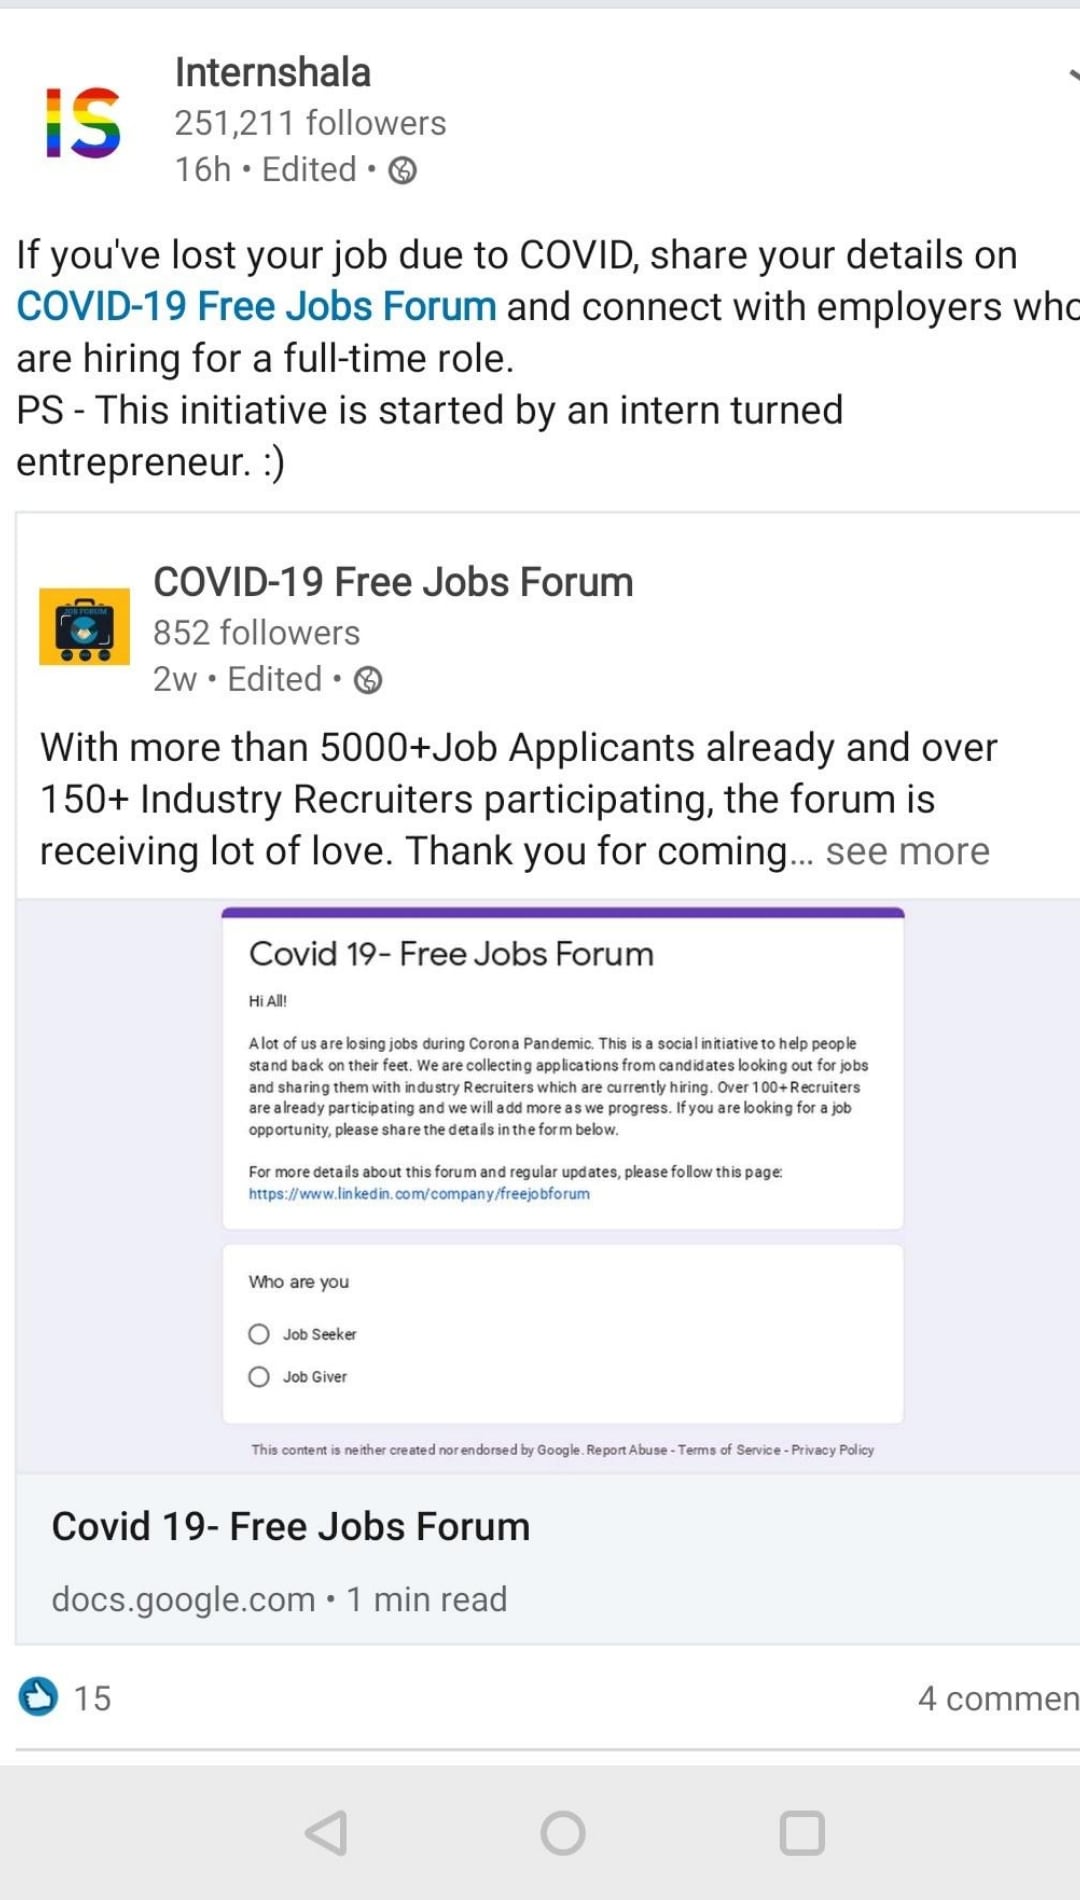 IS
Internshala
251,211 followers
16h • Edited •
If you've lost your job due to COVID, share your details on
COVID-19 Free Jobs Forum and connect with employers who
are hiring for a full-time role.
PS - This initiative is started by an intern turned
entrepreneur. :)
JOB FORUM
COVID-19 Free Jobs Forum
852 followers
2w • Edited •
With more than 5000+Job Applicants already and over
150+ Industry Recruiters participating, the forum is
receiving lot of love. Thank you for coming... see more
Covid 19- Free Jobs Forum
Hi All!
A lot of us are losing jobs during Corona Pandemic. This is a social initiative to help people
stand back on their feet. We are collecting applications from candidates looking out for jobs
and sharing them with industry Recruiters which are currently hiring. Over 100+ Recruiters
are already participating and we will add more as we progress. If you are looking for a job
opportunity, please share the details in the form below.
For more details about this forum and regular updates, please follow this page:
https://www.linkedin.com/company/freejobforum
Who are you
Job Seeker
Job Giver
This content is neither created nor endorsed by Google. Report Abuse - Terms of Service - Privacy Policy
Covid 19- Free Jobs Forum
docs.google.com • 1 min read
15
4 commen